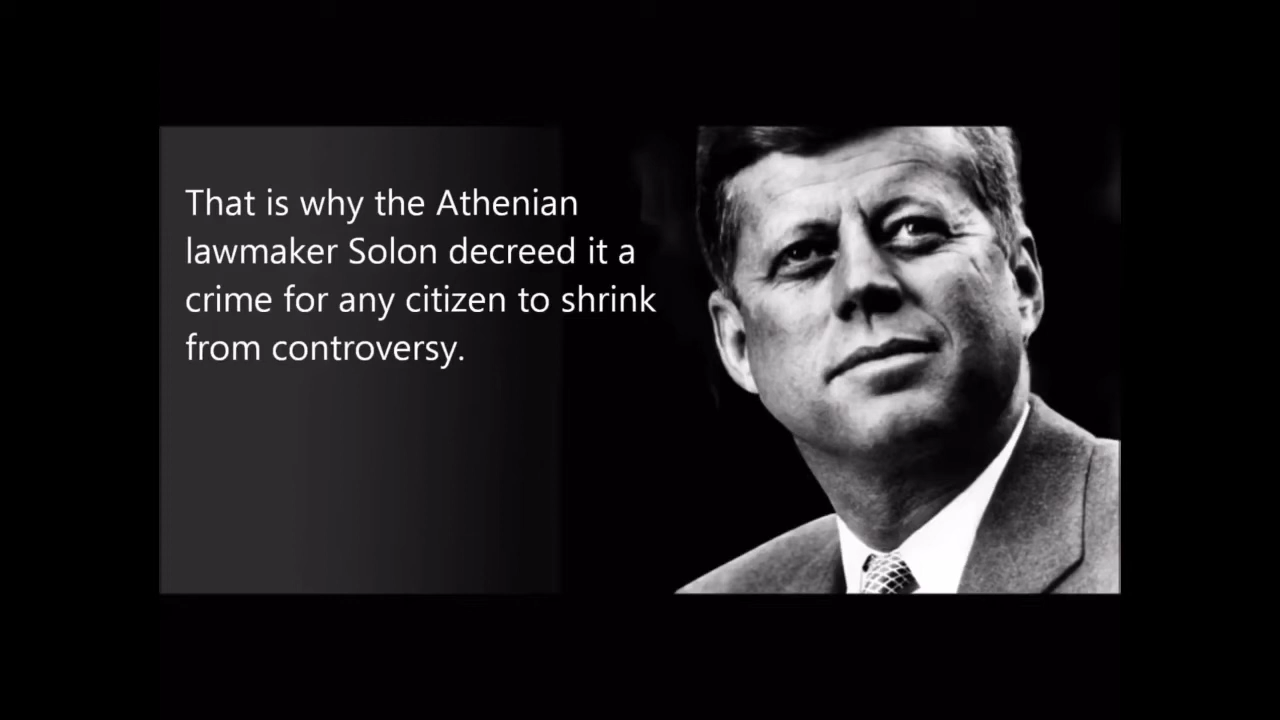 That is why the Athenian
lawmaker Solon decreed it a
crime for any citizen to shrink
from controversy.